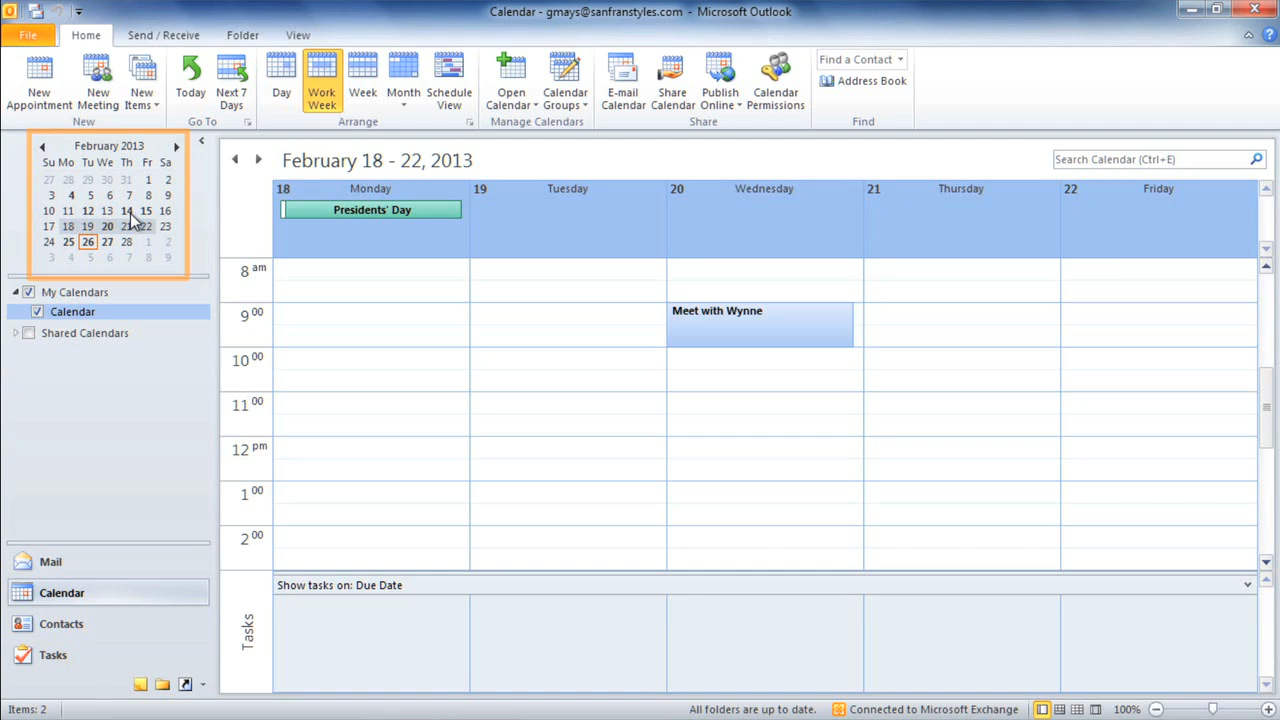 Calendar - gmays@sanfranstyles.com - Microsoft Outlook
File Home Send / Receive Folder View
New Appointment
New Meeting
New Items
Today
Next 7 Days
Day
Work Week
Week
Month
Schedule View
Open Calendar
Calendar Groups
E-mail Calendar
Share Calendar
Publish Online
Calendar Permissions
Find a Contact
Address Book
New Go To Arrange Manage Calendars Share Find
February 2013
Su Mo Tu We Th Fr Sa
27 28 29 30 31 1 2
3 4 5 6 7 8 9
10 11 12 13 14 15 16
17 18 19 20 21 22 23
24 25 26 27 28 1 2
3 4 5 6 7 8 9
My Calendars
Calendar
Shared Calendars
Mail
Calendar
Contacts
Tasks
February 18 - 22, 2013
Search Calendar (Ctrl+E)
18 Monday 19 Tuesday 20 Wednesday 21 Thursday 22 Friday
Presidents' Day
8 am
9 00
Meet with Wynne
10 00
11 00
12 pm
1 00
2 00
Show tasks on: Due Date
Tasks
Items: 2
All folders are up to date. Connected to Microsoft Exchange 100%